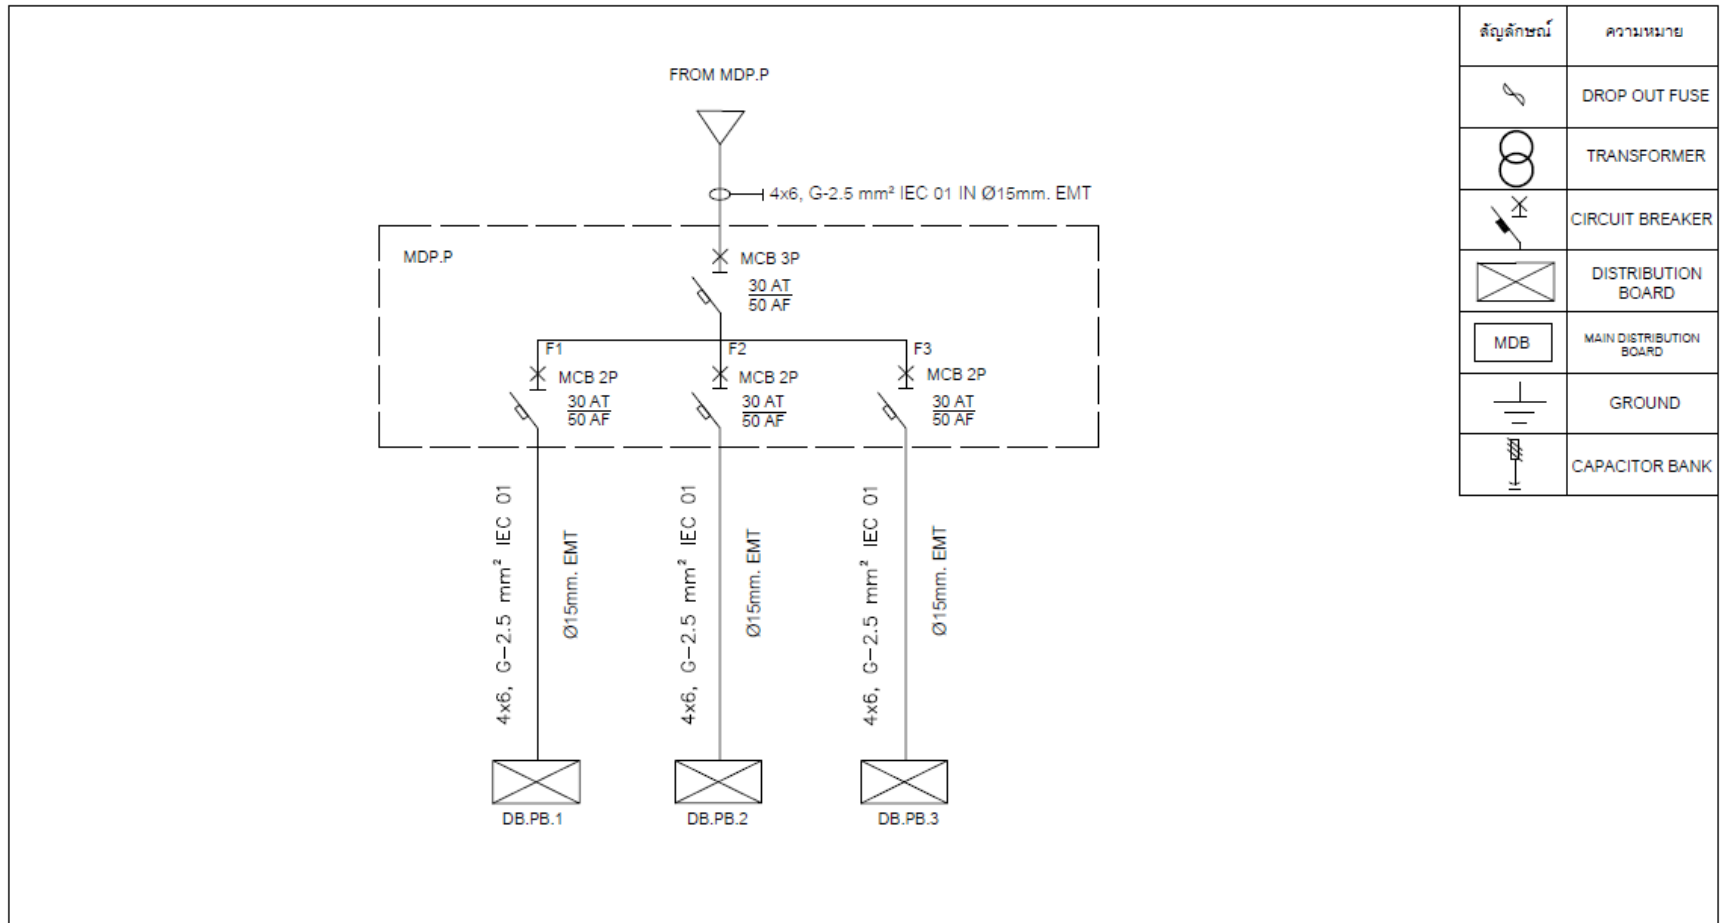 FROM MDP.P
4x6, G-2.5 mm² IEC 01 IN Ø15mm. EMT
MDP.P
MCB 3P
30 AT
50 AF
F1
F2
F3
MCB 2P
30 AT
50 AF
MCB 2P
30 AT
50 AF
MCB 2P
30 AT
50 AF
4x6, G-2.5 mm² IEC 01
Ø15mm. EMT
4x6, G-2.5 mm² IEC 01
Ø15mm. EMT
4x6, G-2.5 mm² IEC 01
Ø15mm. EMT
DB.PB.1
DB.PB.2
DB.PB.3
สัญลักษณ์
ความหมาย
DROP OUT FUSE
TRANSFORMER
CIRCUIT BREAKER
DISTRIBUTION
BOARD
MDB
MAIN DISTRIBUTION
BOARD
GROUND
CAPACITOR BANK